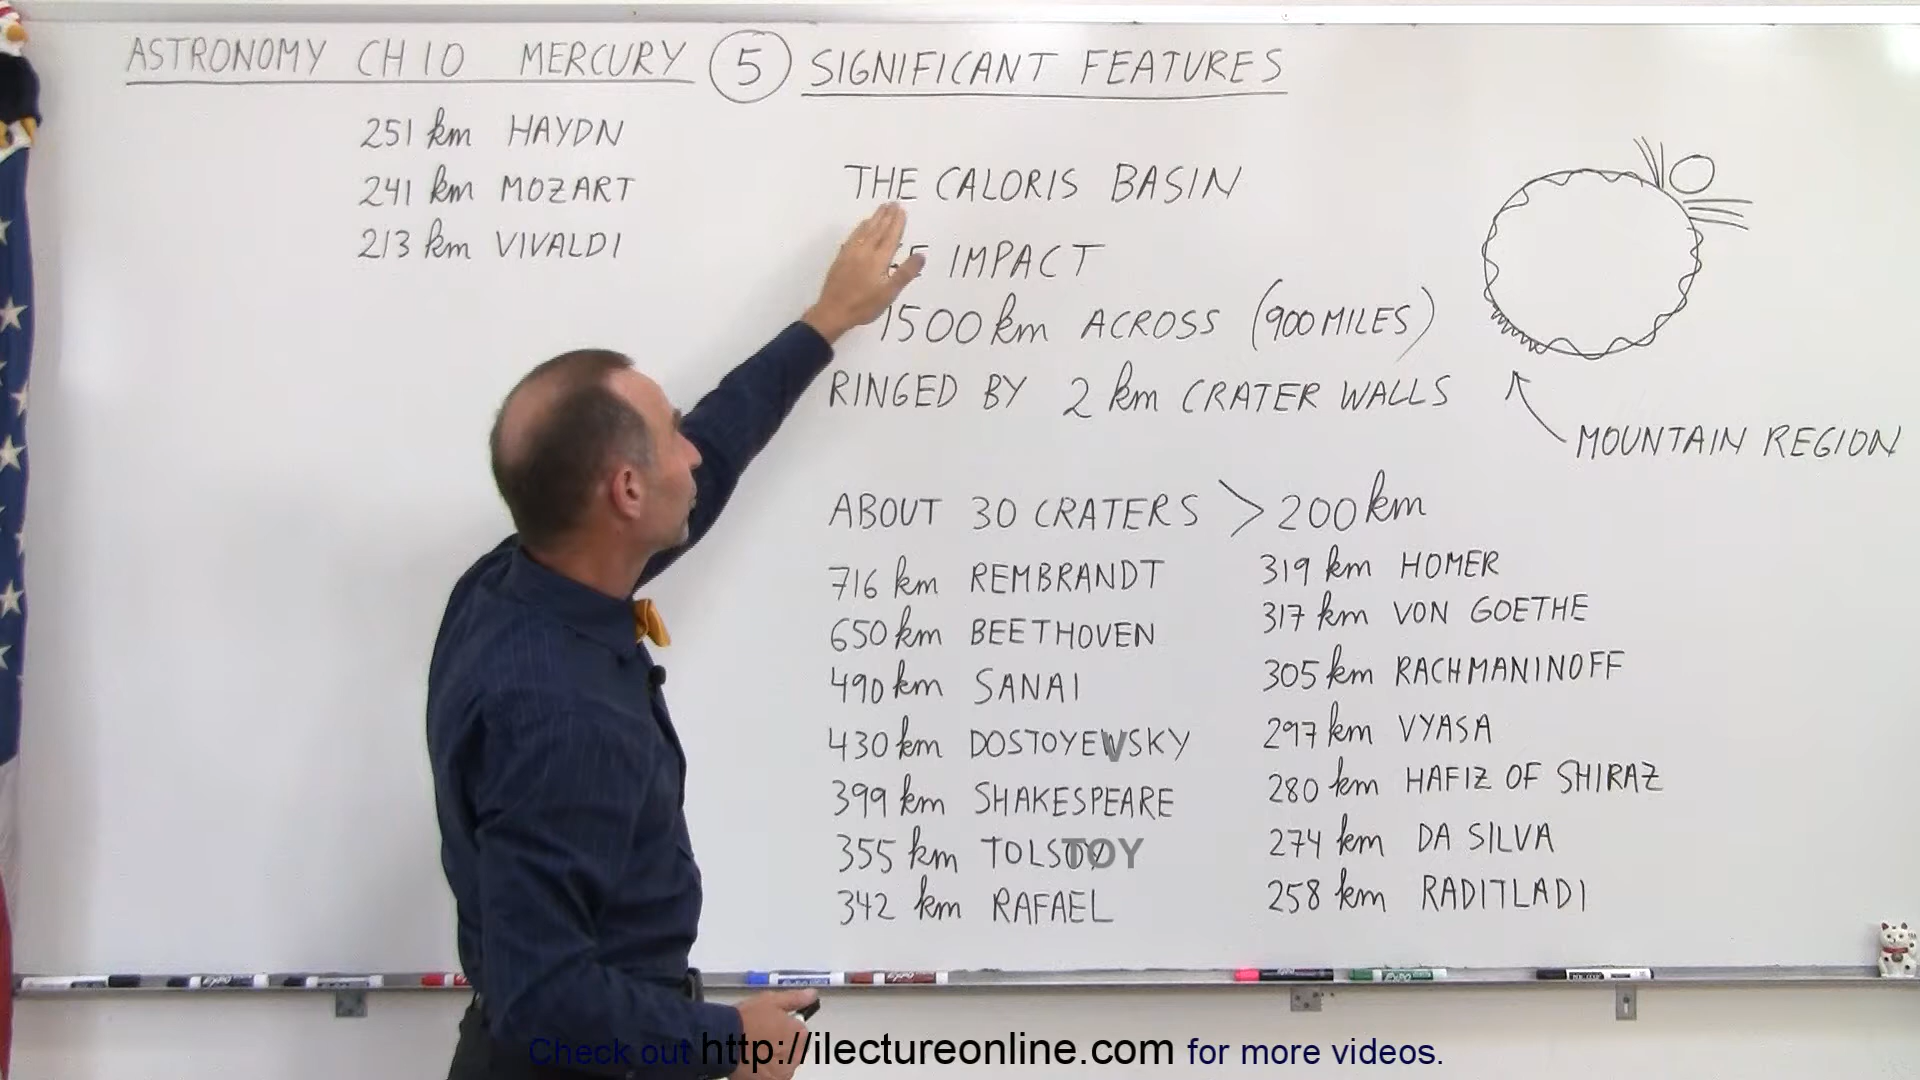 ASTRONOMY CH 10 MERCURY 5 SIGNIFICANT FEATURES
251 km HAYDN
241 km MOZART
213 km VIVALDI
THE CALORIS BASIN
IMPACT
1500 km ACROSS (900 MILES)
RINGED BY 2 km CRATER WALLS
MOUNTAIN REGION
ABOUT 30 CRATERS > 200 km
716 km REMBRANDT
650 km BEETHOVEN
490 km SANAI
430 km DOSTOYEVSKY
399 km SHAKESPEARE
355 km TOLSTOY
342 km RAFAEL
319 km HOMER
317 km VON GOETHE
305 km RACHMANINOFF
297 km VYASA
280 km HAFIZ OF SHIRAZ
274 km DA SILVA
258 km RADITLADI
Check out http://ilectureonline.com for more videos.